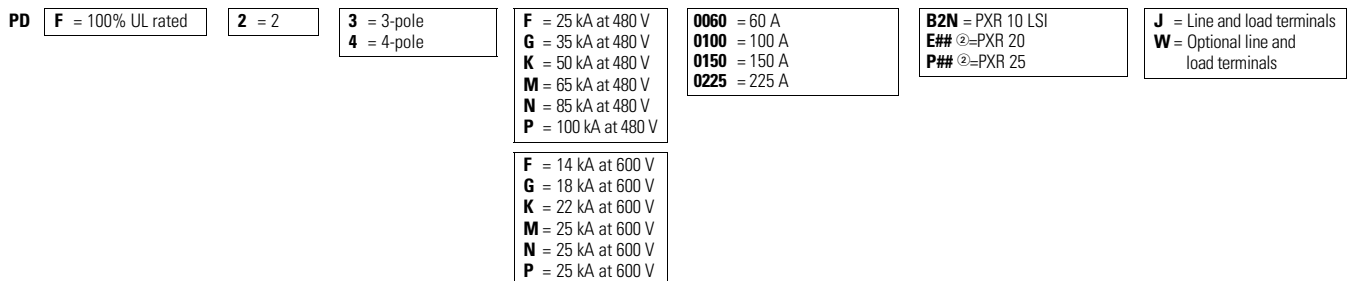 PD
F = 100% UL rated
2 = 2
3 = 3-pole
4 = 4-pole
F = 25 kA at 480 V
G = 35 kA at 480 V
K = 50 kA at 480 V
M = 65 kA at 480 V
N = 85 kA at 480 V
P = 100 kA at 480 V
F = 14 kA at 600 V
G = 18 kA at 600 V
K = 22 kA at 600 V
M = 25 kA at 600 V
N = 25 kA at 600 V
P = 25 kA at 600 V
0060 = 60 A
0100 = 100 A
0150 = 150 A
0225 = 225 A
B2N = PXR 10 LSI
E## ②=PXR 20
P## ②=PXR 25
J = Line and load terminals
W = Optional line and
load terminals